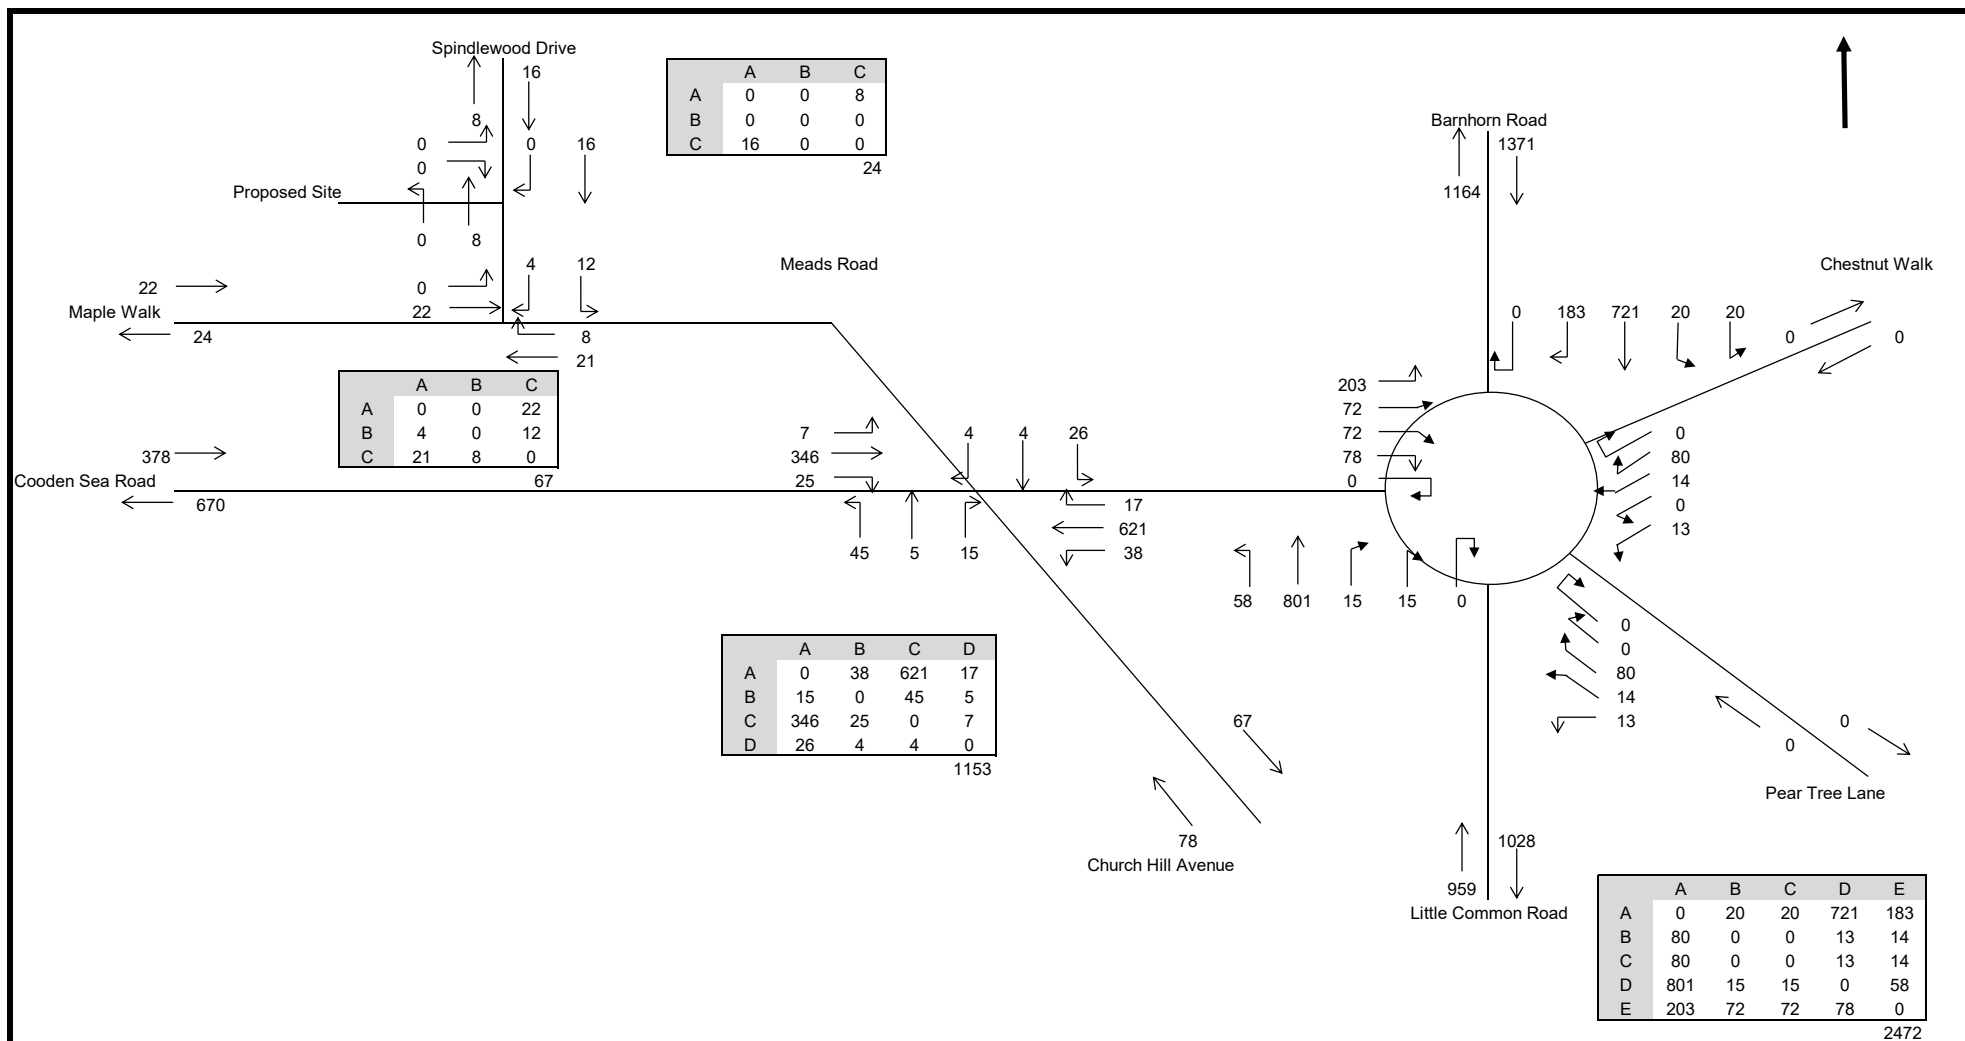 Spindlewood Drive
16
8
0 0 16
0
Proposed Site
0 8
A B C
A 0 0 8
B 0 0 0
C 16 0 0
24
Barnhorn Road
1371
1164
Meads Road
Chestnut Walk
4 12
22
0
Maple Walk
22
24
8
21
0 183 721 20 20
0 0
A B C
A 0 0 22
B 4 0 12
C 21 8 0
67
378
Cooden Sea Road
670
7
346
25
4 4 26
17
621
38
45 5 15
203
72
72
78
0
0
80
14
0
13
58 801 15 15 0
0
0
80
14
13
A B C D
A 0 38 621 17
B 15 0 45 5
C 346 25 0 7
D 26 4 4 0
1153
67
78
Church Hill Avenue
0
0
Pear Tree Lane
1028
959
Little Common Road
A B C D E
A 0 20 20 721 183
B 80 0 0 13 14
C 80 0 0 13 14
D 801 15 15 0 58
E 203 72 72 78 0
2472